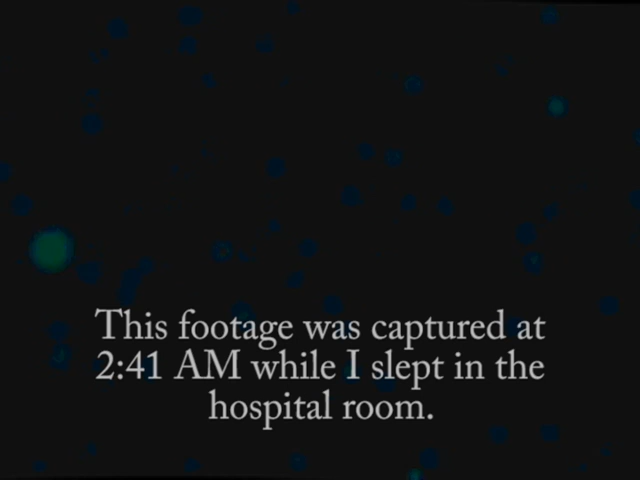 This footage was captured at
2:41 AM while I slept in the
hospital room.